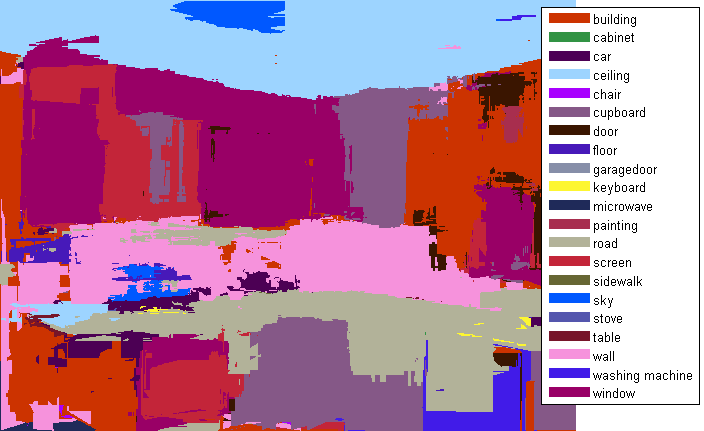 building
cabinet
car
ceiling
chair
cupboard
door
floor
garagedoor
keyboard
microwave
painting
road
screen
sidewalk
sky
stove
table
wall
washing machine
window